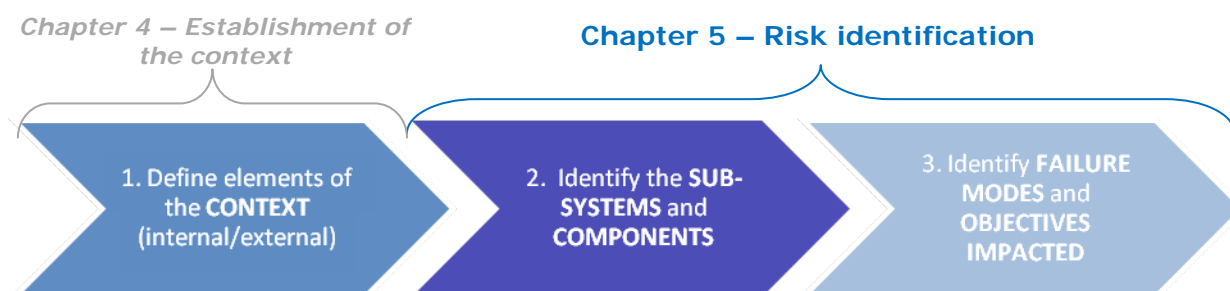 Chapter 4 – Establishment of
the context
Chapter 5 – Risk identification
1. Define elements of
the CONTEXT
(internal/external)
2. Identify the SUB-
SYSTEMS and
COMPONENTS
3. Identify FAILURE
MODES and
OBJECTIVES
IMPACTED